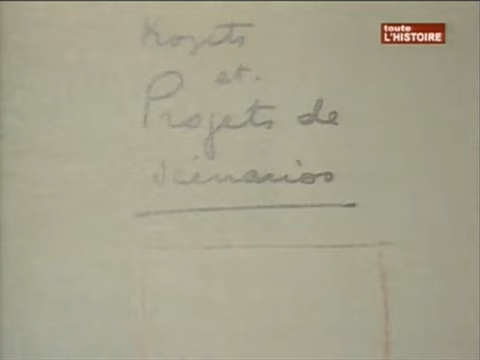 toute
L'HISTOIRE
Projets
et.
Projets de
scénarios